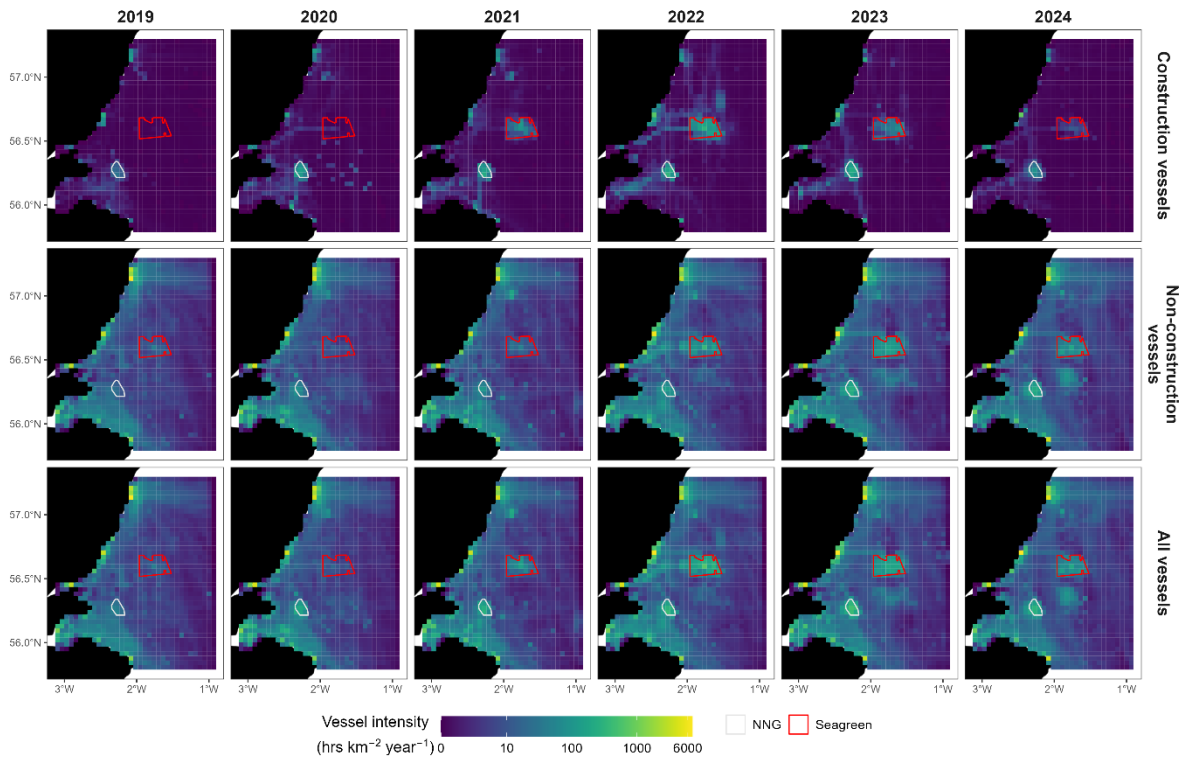 2019 2020 2021 2022 2023 2024
57.0°N
56.5°N
56.0°N
Construction vessels
57.0°N
56.5°N
56.0°N
Non-construction
vessels
57.0°N
56.5°N
56.0°N
All vessels
3°W 2°W 1°W 3°W 2°W 1°W 3°W 2°W 1°W 3°W 2°W 1°W 3°W 2°W 1°W 3°W 2°W 1°W
Vessel intensity
(hrs km⁻² year⁻¹)
0 10 100 1000 6000
NNG Seagreen